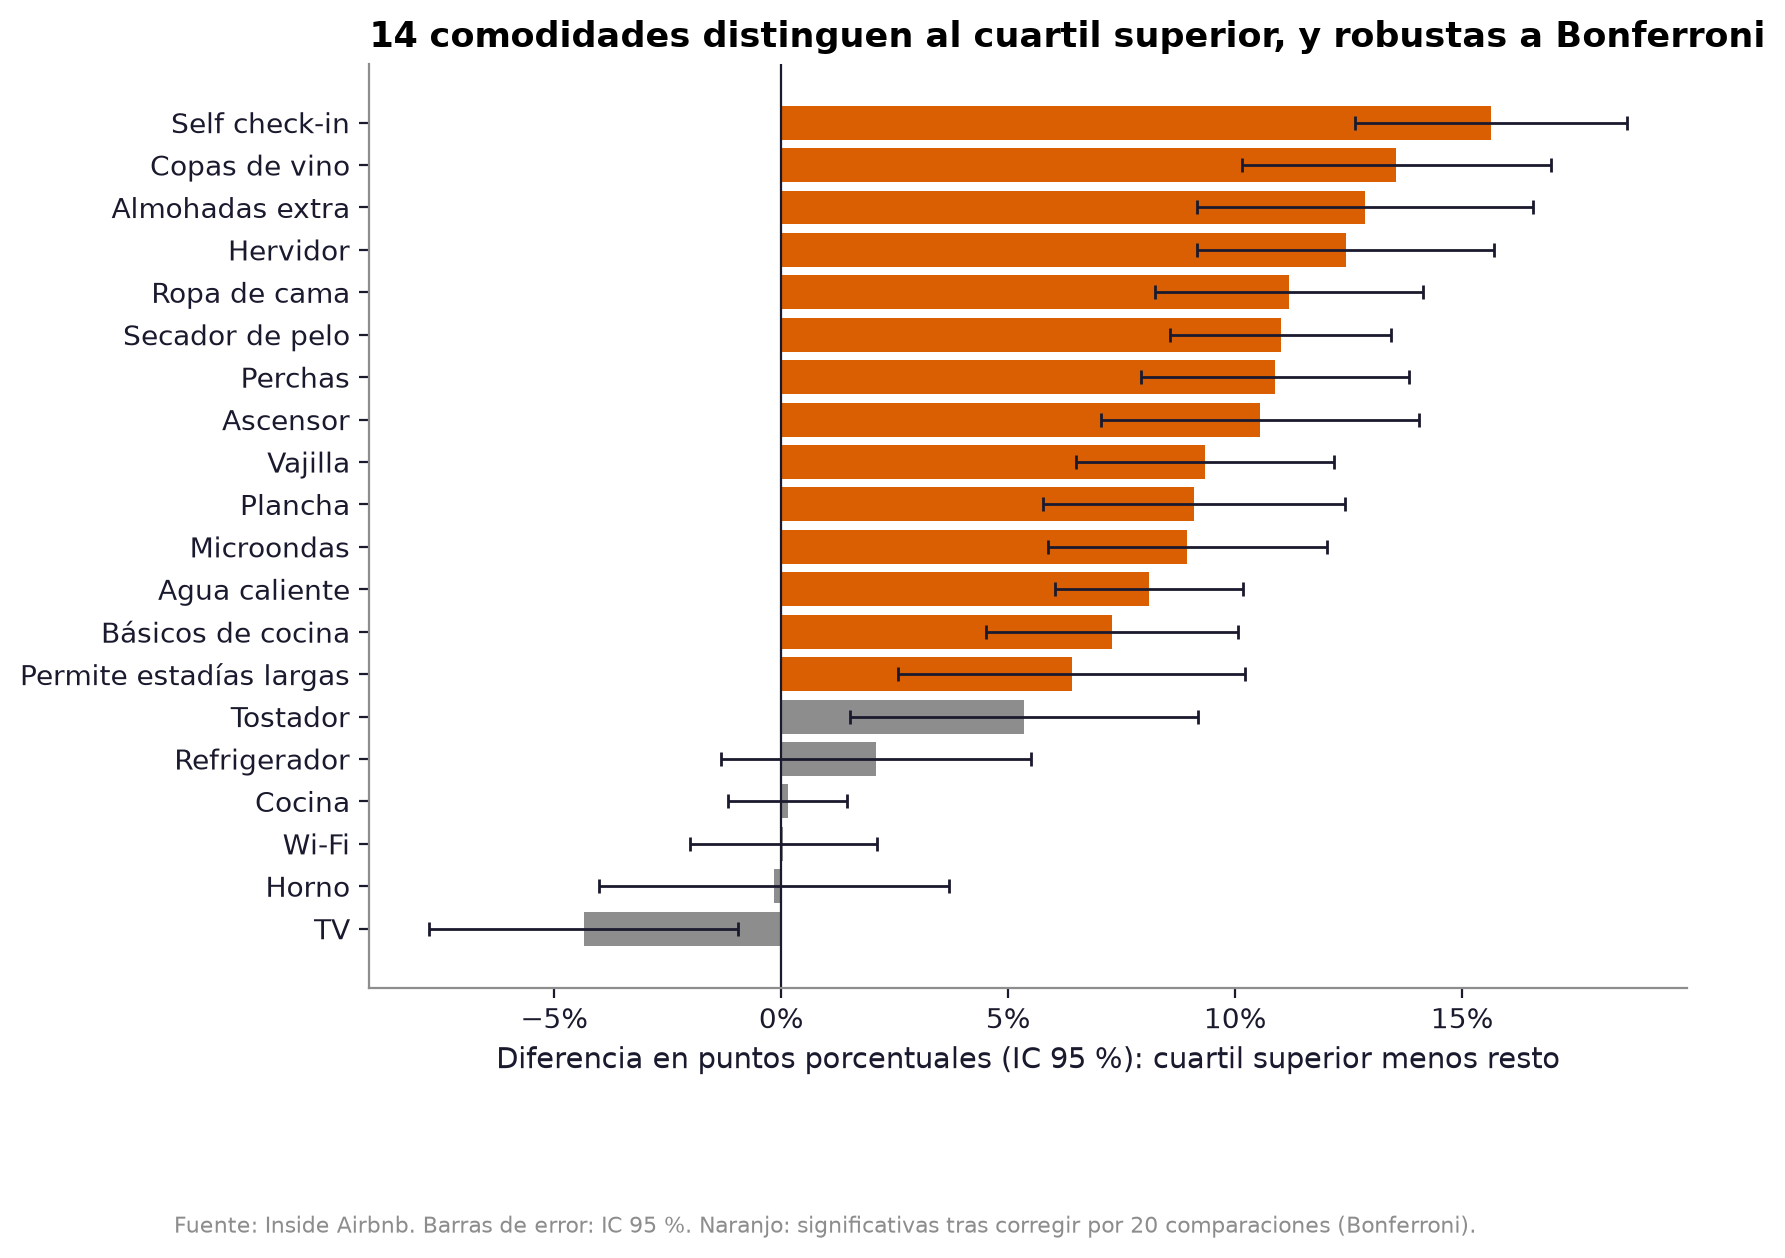 14 comodidades distinguen al cuartil superior, y robustas a Bonferroni
Self check-in
Copas de vino
Almohadas extra
Hervidor
Ropa de cama
Secador de pelo
Perchas
Ascensor
Vajilla
Plancha
Microondas
Agua caliente
Básicos de cocina
Permite estadías largas
Tostador
Refrigerador
Cocina
Wi-Fi
Horno
TV
−5% 0% 5% 10% 15%
Diferencia en puntos porcentuales (IC 95 %): cuartil superior menos resto
Fuente: Inside Airbnb. Barras de error: IC 95 %. Naranjo: significativas tras corregir por 20 comparaciones (Bonferroni).